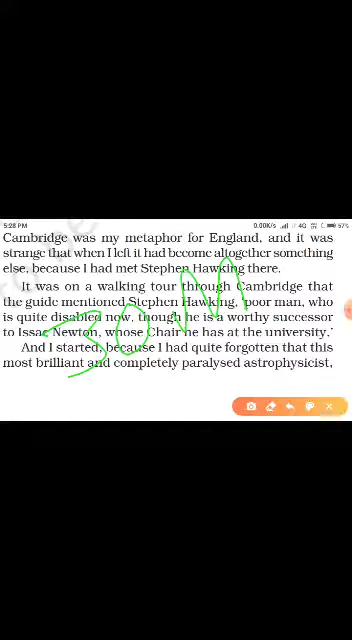 5:28 PM 0.00K/s 4G 57%
Cambridge was my metaphor for England, and it was
strange that when I left it had become altogether something
else, because I had met Stephen Hawking there.
It was on a walking tour through Cambridge that
the guide mentioned Stephen Hawking, 'poor man, who
is quite disabled now, though he is a worthy successor
to Issac Newton, whose Chair he has at the university.'
And I started, because I had quite forgotten that this
most brilliant and completely paralysed astrophysicist,
30 M